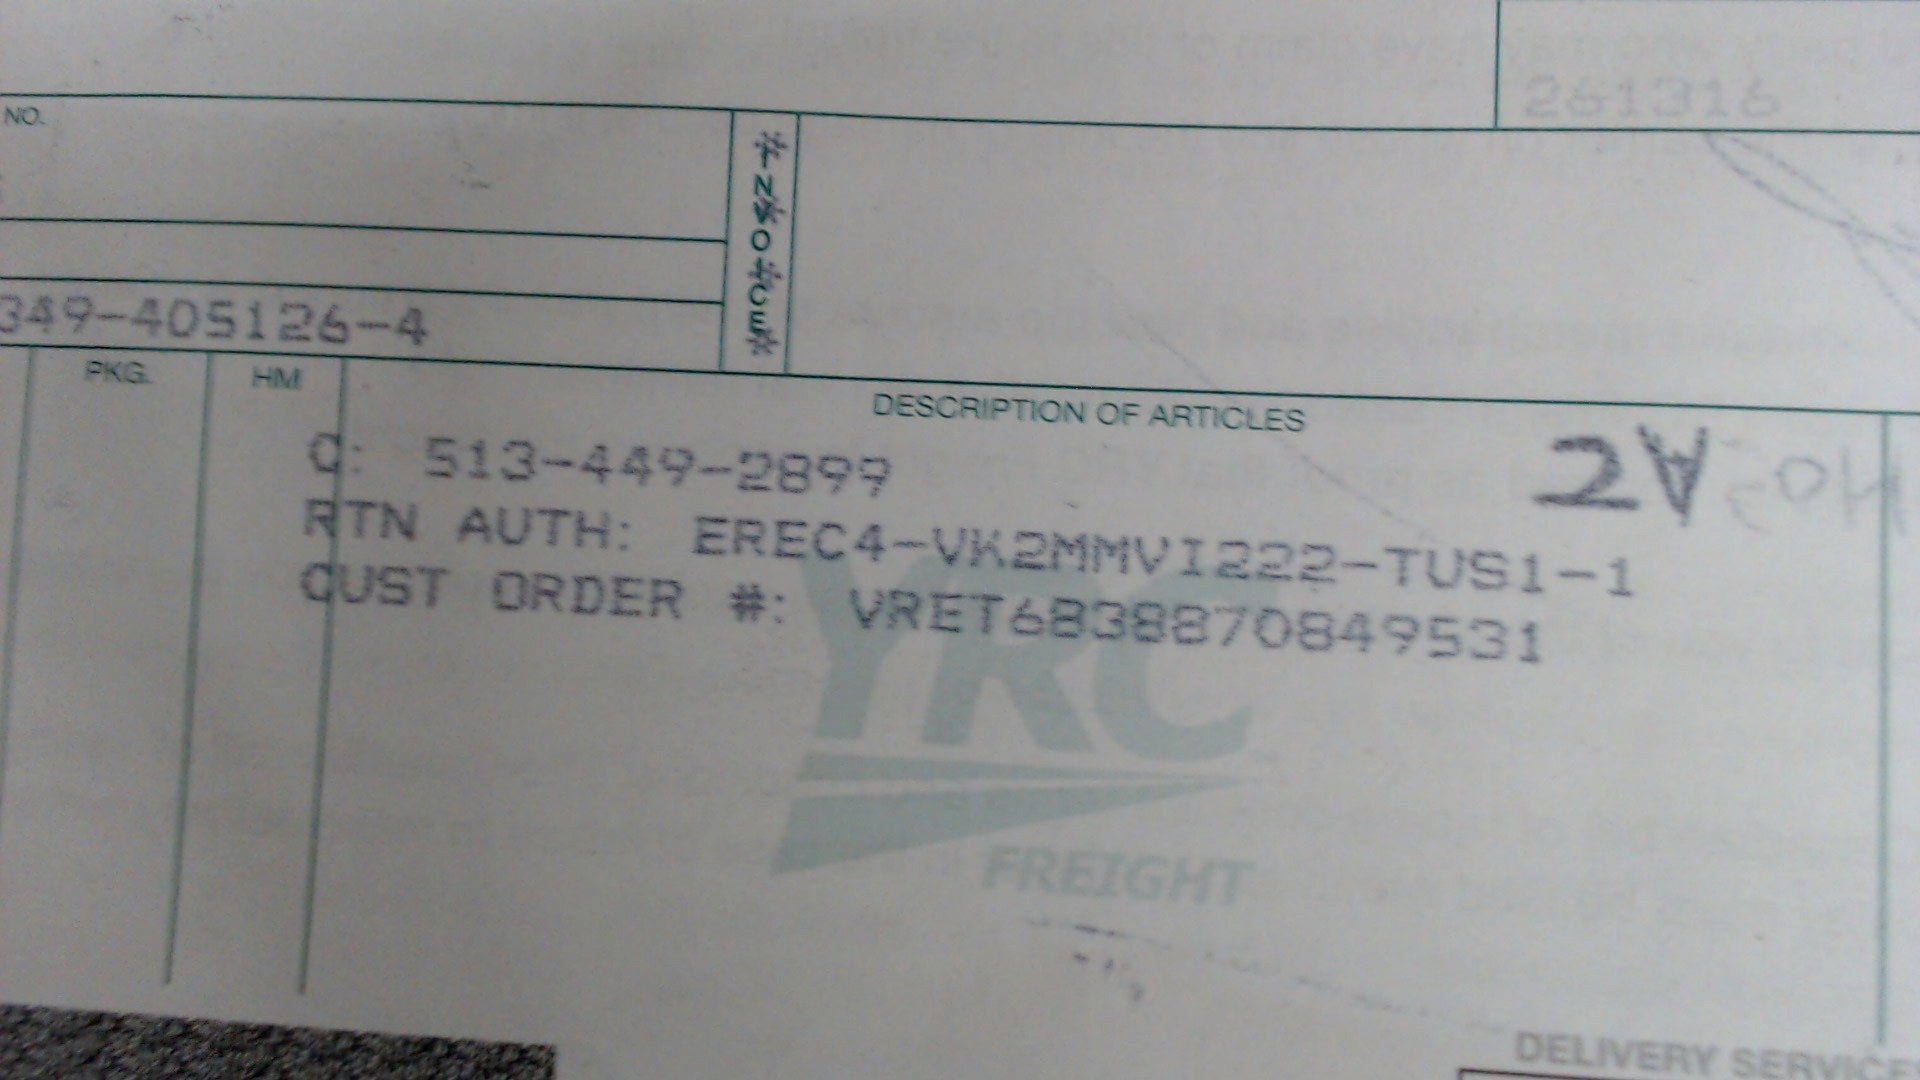 261316
NO.
*INVOICE*
349-405126-4
PKG. HM DESCRIPTION OF ARTICLES
2A
C: 513-449-2899
RTN AUTH: EREC4-VK2MMVI222-TUS1-1
CUST ORDER #: VRET6838870849531
YRC
FREIGHT
DELIVERY SERVICE